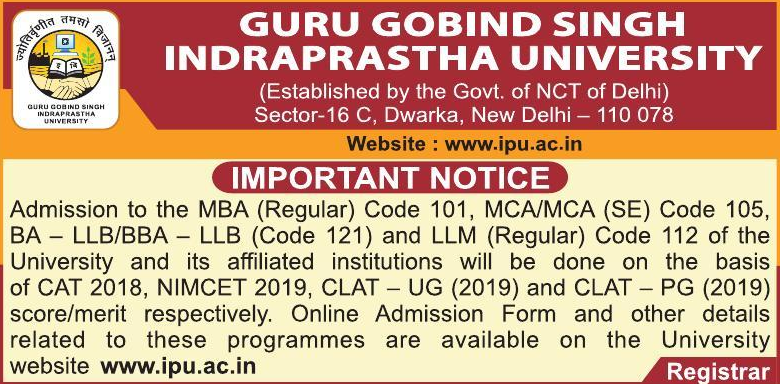 ज्योतिर्वृणीत तमसो विजानन्
GURU GOBIND SINGH
INDRAPRASTHA
UNIVERSITY
GURU GOBIND SINGH
INDRAPRASTHA UNIVERSITY
(Established by the Govt. of NCT of Delhi)
Sector-16 C, Dwarka, New Delhi – 110 078
Website : www.ipu.ac.in
IMPORTANT NOTICE
Admission to the MBA (Regular) Code 101, MCA/MCA (SE) Code 105,
BA – LLB/BBA – LLB (Code 121) and LLM (Regular) Code 112 of the
University and its affiliated institutions will be done on the basis
of CAT 2018, NIMCET 2019, CLAT – UG (2019) and CLAT – PG (2019)
score/merit respectively. Online Admission Form and other details
related to these programmes are available on the University
website www.ipu.ac.in
Registrar